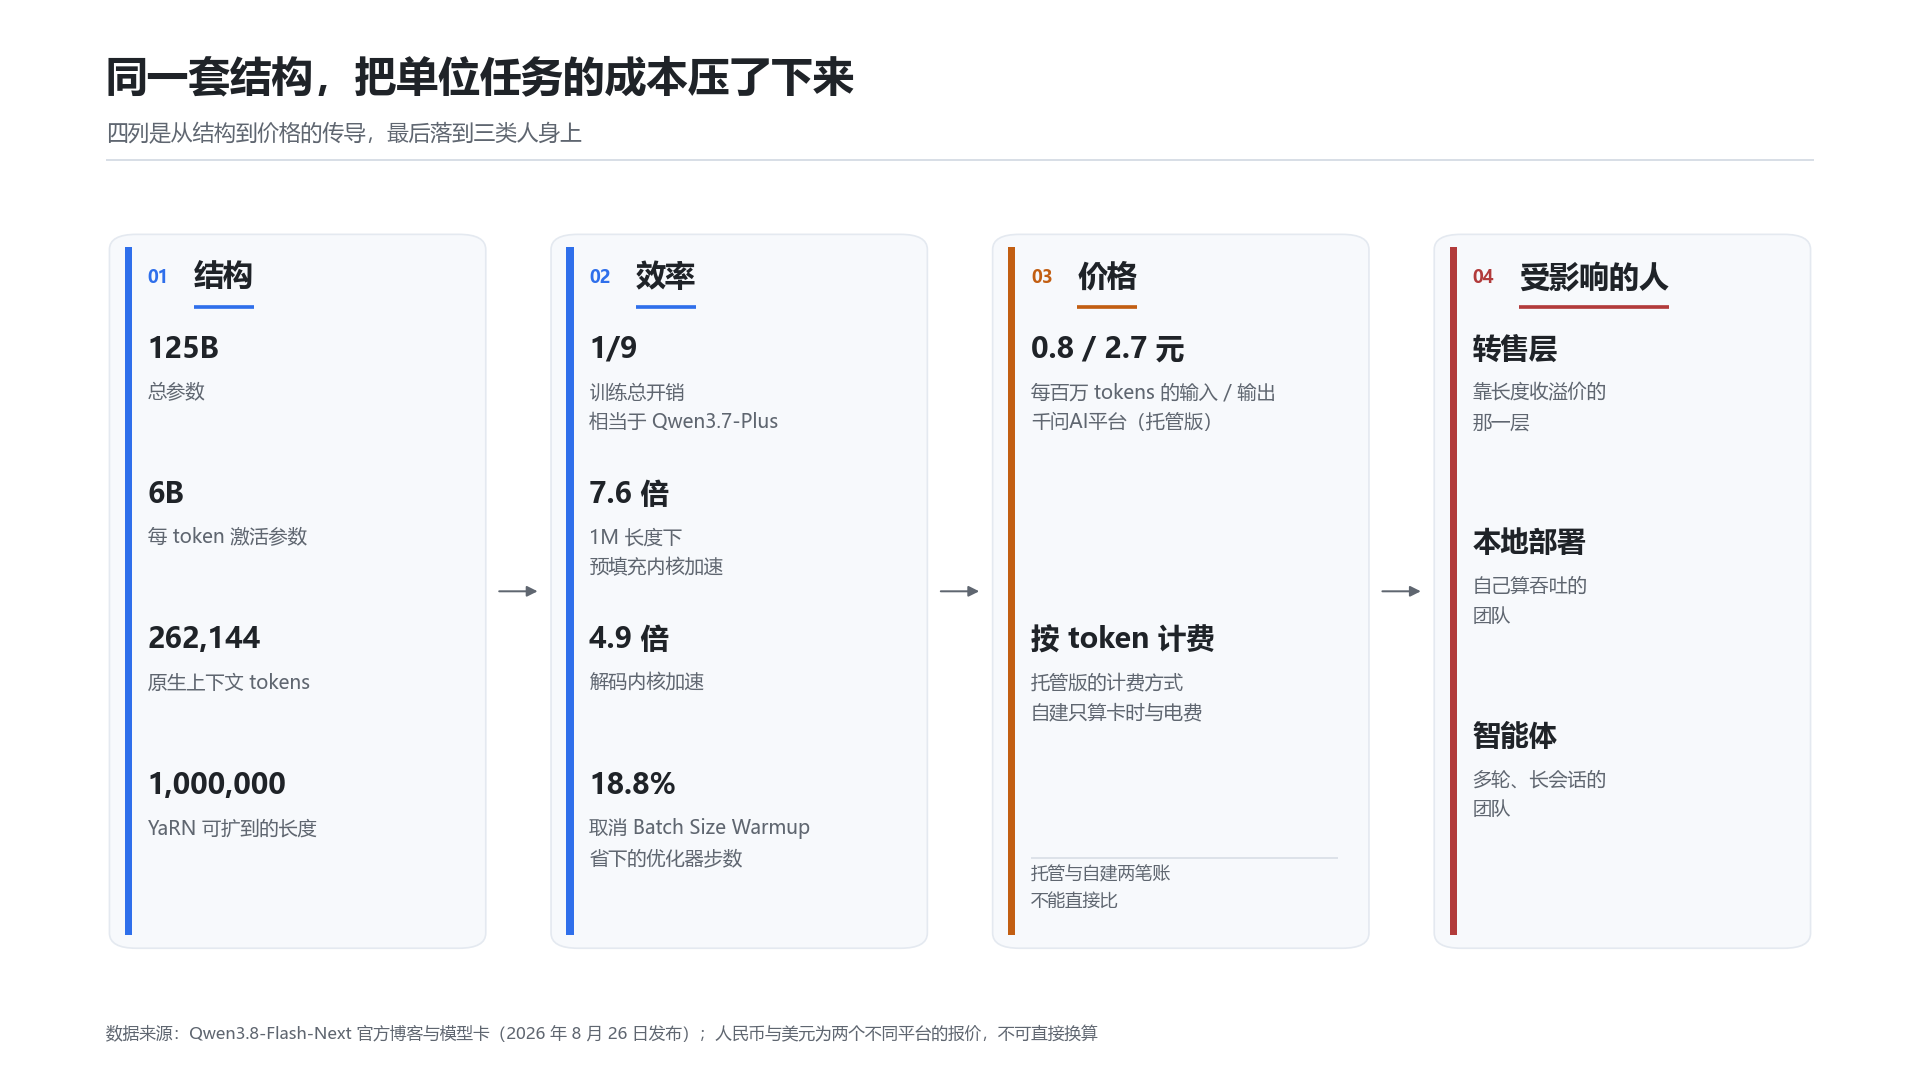 同一套结构，把单位任务的成本压了下来
四列是从结构到价格的传导，最后落到三类人身上
01 结构
125B
总参数
6B
每 token 激活参数
262,144
原生上下文 tokens
1,000,000
YaRN 可扩到的长度
02 效率
1/9
训练总开销
相当于 Qwen3.7-Plus
7.6 倍
1M 长度下
预填充内核加速
4.9 倍
解码内核加速
18.8%
取消 Batch Size Warmup
省下的优化器步数
03 价格
0.8 / 2.7 元
每百万 tokens 的输入 / 输出
千问AI平台（托管版）
按 token 计费
托管版的计费方式
自建只算卡时与电费
托管与自建两笔账
不能直接比
04 受影响的人
转售层
靠长度收溢价的
那一层
本地部署
自己算吞吐的
团队
智能体
多轮、长会话的
团队
数据来源：Qwen3.8-Flash-Next 官方博客与模型卡（2026 年 8 月 26 日发布）；人民币与美元为两个不同平台的报价，不可直接换算